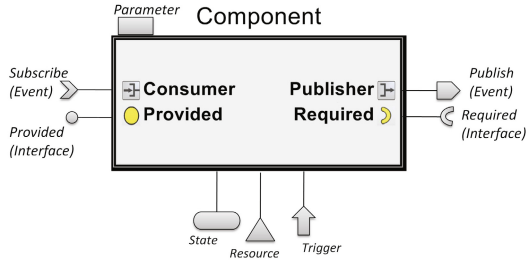 Parameter
Component
Subscribe
(Event)
Consumer
Publisher
Publish
(Event)
Provided
(Interface)
Provided
Required
Required
(Interface)
State
Resource
Trigger